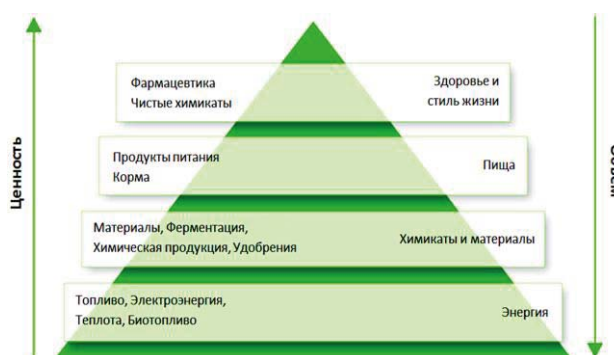 Ценность
Фармацевтика
Чистые химикаты
Здоровье и
стиль жизни
Продукты питания
Корма
Пища
Материалы, Ферментация,
Химическая продукция, Удобрения
Химикаты и материалы
Топливо, Электроэнергия,
Теплота, Биотопливо
Энергия
Объем